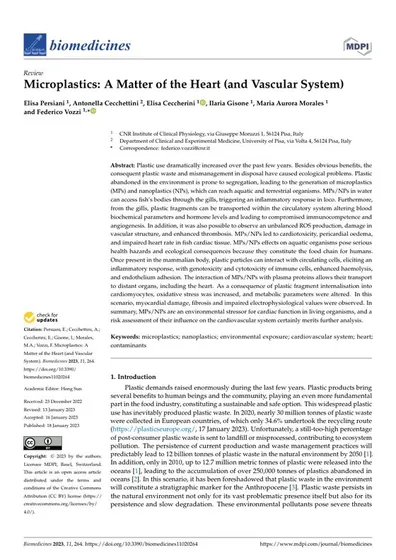 biomedicines
MDPI
Review
Microplastics: A Matter of the Heart (and Vascular System)
Elisa Persiani 1, Antonella Cecchettini 2, Elisa Ceccherini 1, Ilaria Gisone 1, Maria Aurora Morales 1
and Federico Vozzi 1,*
1 CNR Institute of Clinical Physiology, via Giuseppe Moruzzi 1, 56124 Pisa, Italy
2 Department of Clinical and Experimental Medicine, University of Pisa, via Volta 4, 56124 Pisa, Italy
* Correspondence: federico.vozzi@cnr.it
Abstract: Plastic use dramatically increased over the past few years. Besides obvious benefits, the
consequent plastic waste and mismanagement in disposal have caused ecological problems. Plastic
abandoned in the environment is prone to segregation, leading to the generation of microplastics
(MPs) and nanoplastics (NPs), which can reach aquatic and terrestrial organisms. MPs/NPs in water
can access fish's bodies through the gills, triggering an inflammatory response in loco. Furthermore,
from the gills, plastic fragments can be transported within the circulatory system altering blood
biochemical parameters and hormone levels and leading to compromised immunocompetence and
angiogenesis. In addition, it was also possible to observe an unbalanced ROS production, damage in
vascular structure, and enhanced thrombosis. MPs/NPs led to cardiotoxicity, pericardial oedema,
and impaired heart rate in fish cardiac tissue. MPs/NPs effects on aquatic organisms pose serious
health hazards and ecological consequences because they constitute the food chain for humans.
Once present in the mammalian body, plastic particles can interact with circulating cells, eliciting an
inflammatory response, with genotoxicity and cytotoxicity of immune cells, enhanced haemolysis,
and endothelium adhesion. The interaction of MPs/NPs with plasma proteins allows their transport
to distant organs, including the heart. As a consequence of plastic fragment internalisation into
cardiomyocytes, oxidative stress was increased, and metabolic parameters were altered. In this
scenario, myocardial damage, fibrosis and impaired electrophysiological values were observed. In
summary, MPs/NPs are an environmental stressor for cardiac function in living organisms, and a
risk assessment of their influence on the cardiovascular system certainly merits further analysis.
Keywords: microplastics; nanoplastics; environmental exposure; cardiovascular system; heart;
contaminants
check for
updates
Citation: Persiani, E.; Cecchettini, A.;
Ceccherini, E.; Gisone, I.; Morales,
M.A.; Vozzi, F. Microplastics: A
Matter of the Heart (and Vascular
System). Biomedicines 2023, 11, 264.
https://doi.org/10.3390/
biomedicines11020264
Academic Editor: Hong Sun
Received: 23 December 2022
Revised: 13 January 2023
Accepted: 16 January 2023
Published: 18 January 2023
Copyright: © 2023 by the authors.
Licensee MDPI, Basel, Switzerland.
This article is an open access article
distributed under the terms and
conditions of the Creative Commons
Attribution (CC BY) license (https://
creativecommons.org/licenses/by/
4.0/).
1. Introduction
Plastic demand raised enormously during the last few years. Plastic products bring
several benefits to human beings and the community, playing an even more fundamental
part in the food industry, constituting a sustainable and safe option. This widespread plastic
use has inevitably produced plastic waste. In 2020, nearly 30 million tonnes of plastic waste
were collected in European countries, of which only 34.6% undertook the recycling route
(https://plasticseurope.org/, 17 January 2023). Unfortunately, a still-too-high percentage
of post-consumer plastic waste is sent to landfill or misprocessed, contributing to ecosystem
pollution. The persistence of current production and waste management practices will
predictably lead to 12 billion tonnes of plastic waste in the natural environment by 2050 [1].
In addition, only in 2010, up to 12.7 million metric tonnes of plastic were released into the
oceans [1], leading to the accumulation of over 250,000 tonnes of plastics abandoned in
oceans [2]. In this scenario, it has been foreshadowed that plastic waste in the environment
will constitute a stratigraphic marker for the Anthropocene [3]. Plastic waste persists in
the natural environment not only for its vast problematic presence itself but also for its
persistence and slow degradation. These environmental pollutants pose severe threats
Biomedicines 2023, 11, 264. https://doi.org/10.3390/biomedicines11020264
https://www.mdpi.com/journal/biomedicines